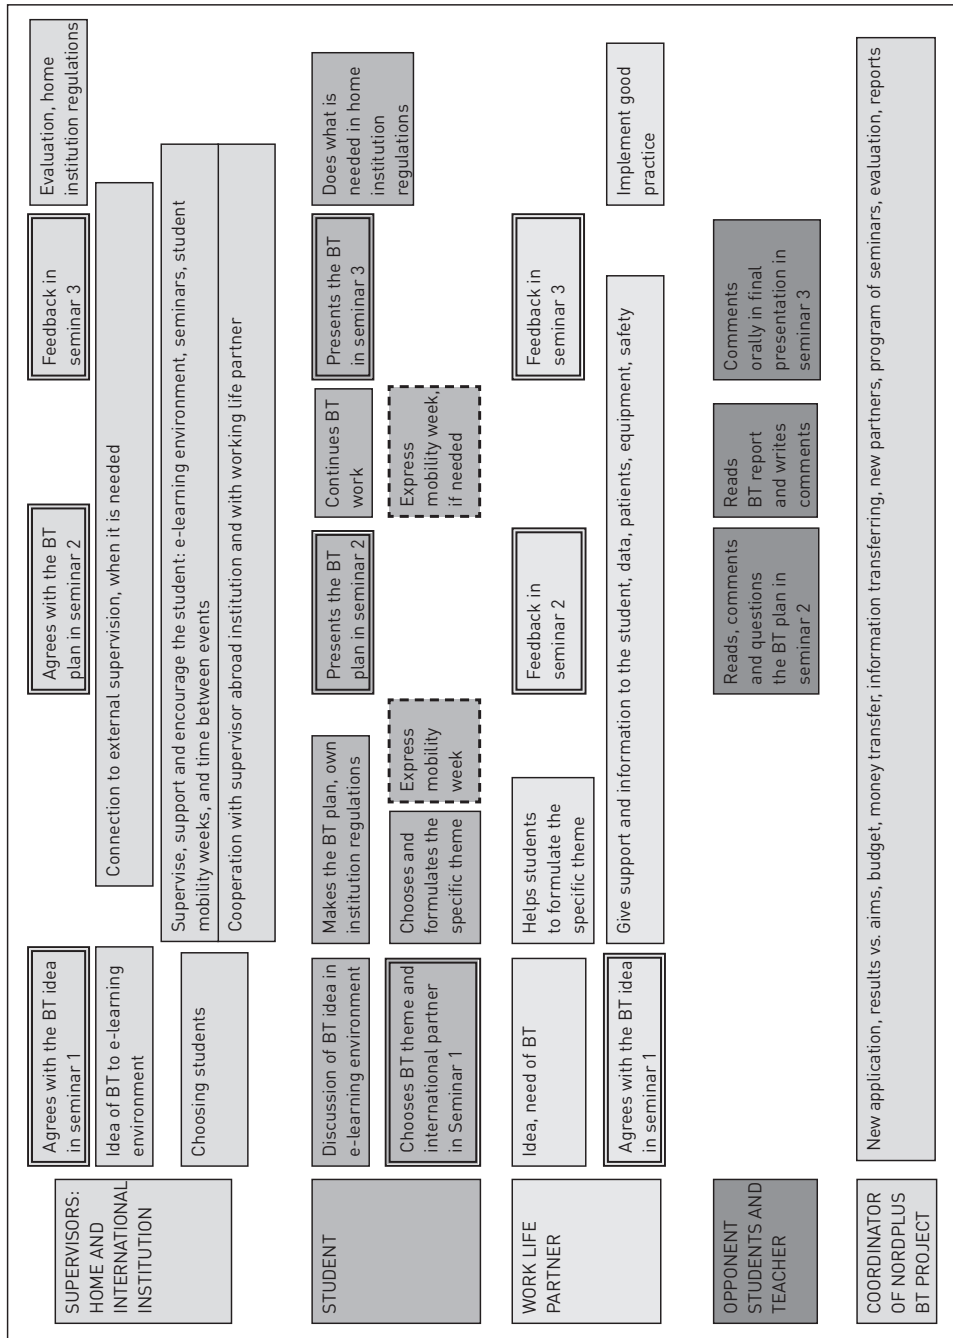 SUPERVISORS:
HOME AND
INTERNATIONAL
INSTITUTION
Agrees with the BT idea
in seminar 1
Agrees with the BT
plan in seminar 2
Feedback in
seminar 3
Evaluation, home
institution regulations
Idea of BT to e-learning
environment
Connection to external supervision, when it is needed
Choosing students
Supervise, support and encourage the student: e-learning environment, seminars, student
mobility weeks, and time between events
Cooperation with supervisor abroad institution and with working life partner
STUDENT
Discussion of BT idea in
e-learning environment
Makes the BT plan, own
institution regulations
Presents the BT
plan in seminar 2
Continues BT
work
Presents the BT
in seminar 3
Does what is
needed in home
institution
regulations
Chooses BT theme and
international partner
in Seminar 1
Chooses and
formulates the
specific theme
Express
mobility
week
Express
mobility week,
if needed
WORK LIFE
PARTNER
Idea, need of BT
Helps students
to formulate the
specific theme
Feedback in
seminar 2
Feedback in
seminar 3
Agrees with the BT idea
in seminar 1
Give support and information to the student, data, patients, equipment, safety
Implement good
practice
OPPONENT
STUDENTS AND
TEACHER
Reads, comments
and questions
the BT plan in
seminar 2
Reads
BT report
and writes
comments
Comments
orally in final
presentation in
seminar 3
COORDINATOR
OF NORDPLUS
BT PROJECT
New application, results vs. aims, budget, money transfer, information transferring, new partners, program of seminars, evaluation, reports